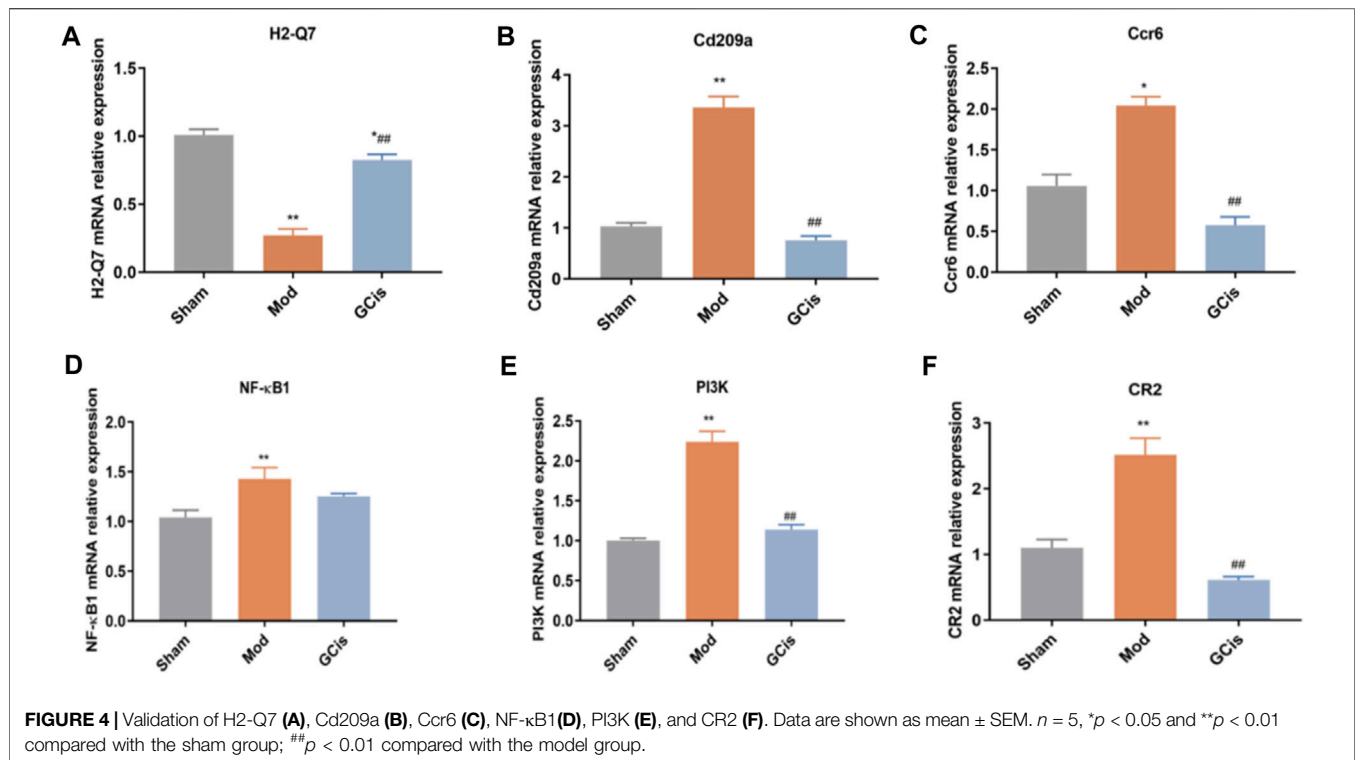 A
H2-Q7
H2-Q7 mRNA relative expression
1.5
1.0
0.5
0.0
**
*##
Sham
Mod
GCis
B
Cd209a
Cd209a mRNA relative expression
4
3
2
1
0
**
##
Sham
Mod
GCis
C
Ccr6
Ccr6 mRNA relative expression
2.5
2.0
1.5
1.0
0.5
0.0
*
##
Sham
Mod
GCis
D
NF-κB1
NF-κB1 mRNA relative expression
2.0
1.5
1.0
0.5
0.0
**
Sham
Mod
GCis
E
PI3K
PI3K mRNA relative expression
2.5
2.0
1.5
1.0
0.5
0.0
**
##
Sham
Mod
GCis
F
CR2
CR2 mRNA relative expression
3
2
1
0
**
##
Sham
Mod
GCis
FIGURE 4 | Validation of H2-Q7 (A), Cd209a (B), Ccr6 (C), NF-κB1(D), PI3K (E), and CR2 (F). Data are shown as mean ± SEM. n = 5, *p < 0.05 and **p < 0.01
compared with the sham group; ##p < 0.01 compared with the model group.